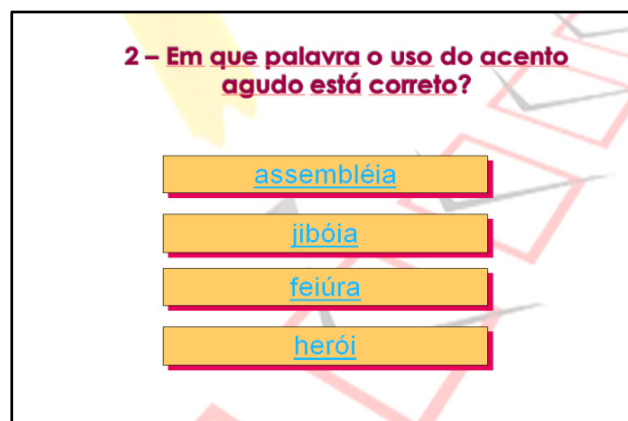 2 – Em que palavra o uso do acento
agudo está correto?
assembléia
jibóia
feiúra
herói